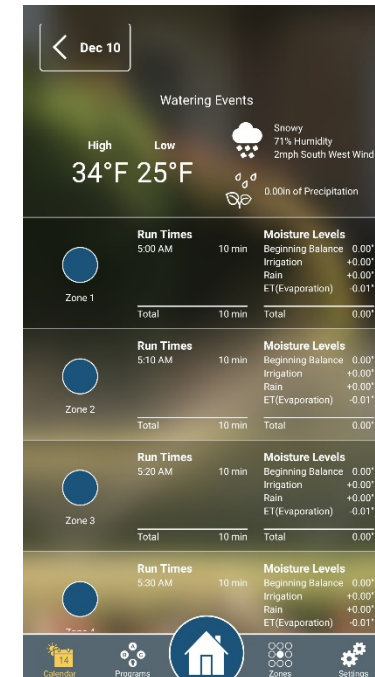 Dec 10
Watering Events
High Low
34°F 25°F
Snowy
71% Humidity
2mph South West Wind
0.00in of Precipitation
Run Times Moisture Levels
5:00 AM 10 min Beginning Balance 0.00"
Irrigation +0.00"
Rain +0.00"
ET(Evaporation) -0.01"
Zone 1
Total 10 min Total 0.00"
Run Times Moisture Levels
5:10 AM 10 min Beginning Balance 0.00"
Irrigation +0.00"
Rain +0.00"
ET(Evaporation) -0.01"
Zone 2
Total 10 min Total 0.00"
Run Times Moisture Levels
5:20 AM 10 min Beginning Balance 0.00"
Irrigation +0.00"
Rain +0.00"
ET(Evaporation) -0.01"
Zone 3
Total 10 min Total 0.00"
Run Times Moisture Levels
5:30 AM 10 min Beginning Balance 0.00"
Irrigation +0.00"
Rain +0.00"
ET(Evaporation) -0.01"
14
A B C D
Calendar Programs Zones Settings